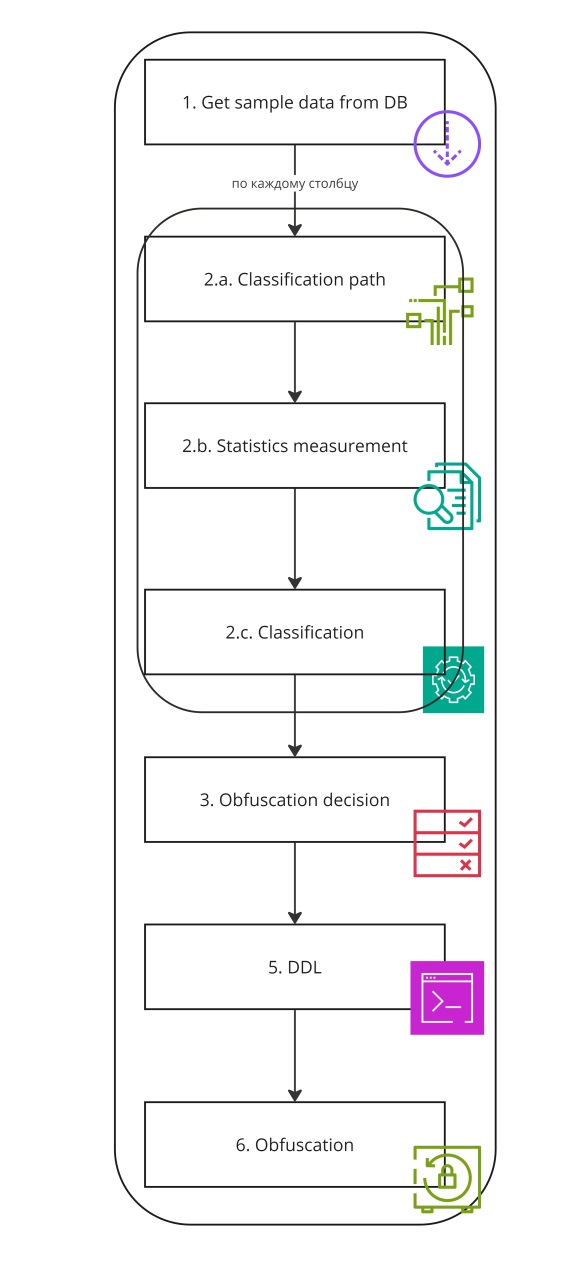 1. Get sample data from DB
по каждому столбцу
2.a. Classification path
2.b. Statistics measurement
2.c. Classification
3. Obfuscation decision
5. DDL
6. Obfuscation